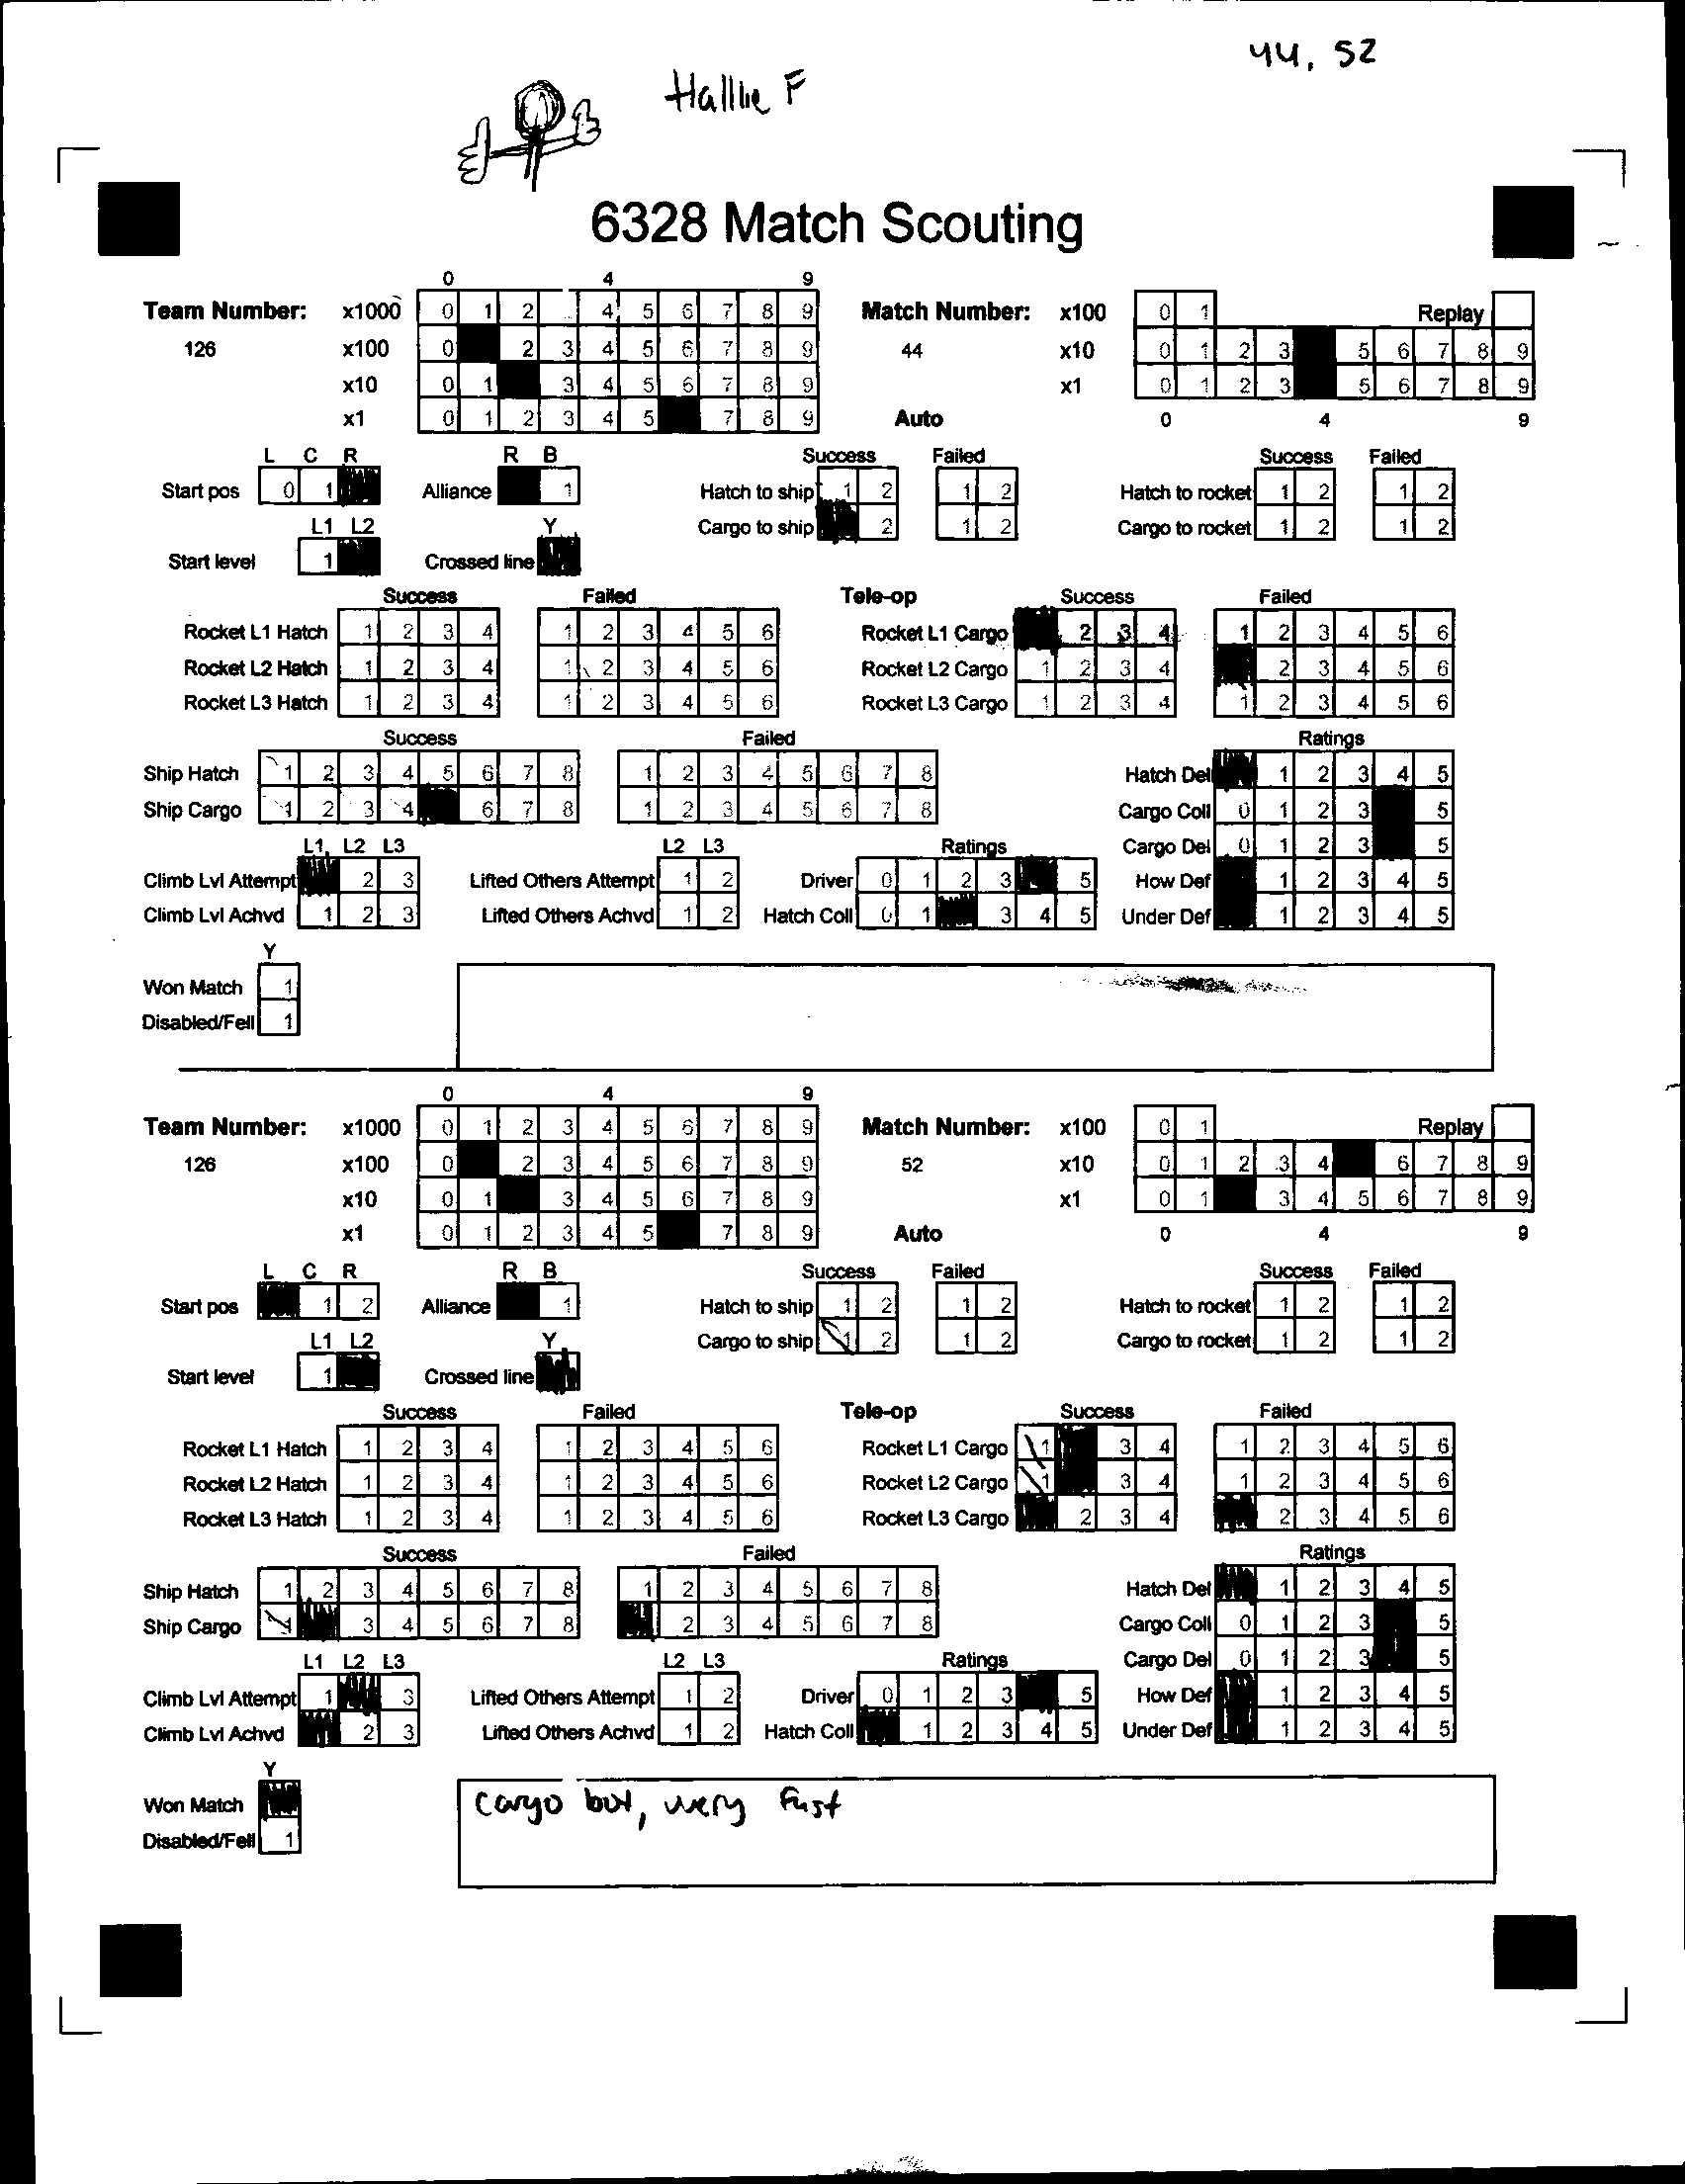 44, 52
Hallie F
6328 Match Scouting
0 4 9
Team Number: x1000 0 1 2 4 5 6 7 8 9 Match Number: x100 0 1 Replay
126 x100 0 2 3 4 5 6 7 8 9 44 x10 0 1 2 3 5 6 7 8 9
x10 0 1 3 4 5 6 7 8 9 x1 0 1 2 3 5 6 7 8 9
x1 0 1 2 3 4 5 7 8 9 Auto 0 4 9
L C R R B Success Failed Success Failed
Start pos 0 1 Alliance 1 Hatch to ship 1 2 1 2 Hatch to rocket 1 2 1 2
L1 L2 Y Cargo to ship 2 1 2 Cargo to rocket 1 2 1 2
Start level 1 Crossed line
Success Failed Tele-op Success Failed
Rocket L1 Hatch 1 2 3 4 1 2 3 4 5 6 Rocket L1 Cargo 2 3 4 1 2 3 4 5 6
Rocket L2 Hatch 1 2 3 4 1 2 3 4 5 6 Rocket L2 Cargo 1 2 3 4 2 3 4 5 6
Rocket L3 Hatch 1 2 3 4 1 2 3 4 5 6 Rocket L3 Cargo 1 2 3 4 1 2 3 4 5 6
Success Failed Ratings
Ship Hatch 1 2 3 4 5 6 7 8 1 2 3 4 5 6 7 8 Hatch Del 1 2 3 4 5
Ship Cargo 1 2 3 4 6 7 8 1 2 3 4 5 6 7 8 Cargo Coll 0 1 2 3 5
L1 L2 L3 L2 L3 Ratings Cargo Del 0 1 2 3 5
Climb Lvl Attempt 2 3 Lifted Others Attempt 1 2 Driver 0 1 2 3 5 How Def 1 2 3 4 5
Climb Lvl Achvd 1 2 3 Lifted Others Achvd 1 2 Hatch Coll 0 1 3 4 5 Under Def 1 2 3 4 5
Y
Won Match 1
Disabled/Fell 1
0 4 9
Team Number: x1000 0 1 2 3 4 5 6 7 8 9 Match Number: x100 0 1 Replay
126 x100 0 2 3 4 5 6 7 8 9 52 x10 0 1 2 3 4 6 7 8 9
x10 0 1 3 4 5 6 7 8 9 x1 0 1 3 4 5 6 7 8 9
x1 0 1 2 3 4 5 7 8 9 Auto 0 4 9
L C R R B Success Failed Success Failed
Start pos 1 2 Alliance 1 Hatch to ship 1 2 1 2 Hatch to rocket 1 2 1 2
L1 L2 Y Cargo to ship 1 2 1 2 Cargo to rocket 1 2 1 2
Start level 1 Crossed line
Success Failed Tele-op Success Failed
Rocket L1 Hatch 1 2 3 4 1 2 3 4 5 6 Rocket L1 Cargo 1 3 4 1 2 3 4 5 6
Rocket L2 Hatch 1 2 3 4 1 2 3 4 5 6 Rocket L2 Cargo 1 3 4 1 2 3 4 5 6
Rocket L3 Hatch 1 2 3 4 1 2 3 4 5 6 Rocket L3 Cargo 2 3 4 2 3 4 5 6
Success Failed Ratings
Ship Hatch 1 2 3 4 5 6 7 8 1 2 3 4 5 6 7 8 Hatch Del 1 2 3 4 5
Ship Cargo 1 3 4 5 6 7 8 2 3 4 5 6 7 8 Cargo Coll 0 1 2 3 5
L1 L2 L3 L2 L3 Ratings Cargo Del 0 1 2 3 5
Climb Lvl Attempt 1 3 Lifted Others Attempt 1 2 Driver 0 1 2 3 5 How Def 1 2 3 4 5
Climb Lvl Achvd 2 3 Lifted Others Achvd 1 2 Hatch Coll 1 2 3 4 5 Under Def 1 2 3 4 5
Y
Won Match
Disabled/Fell 1
cargo bot, very fast